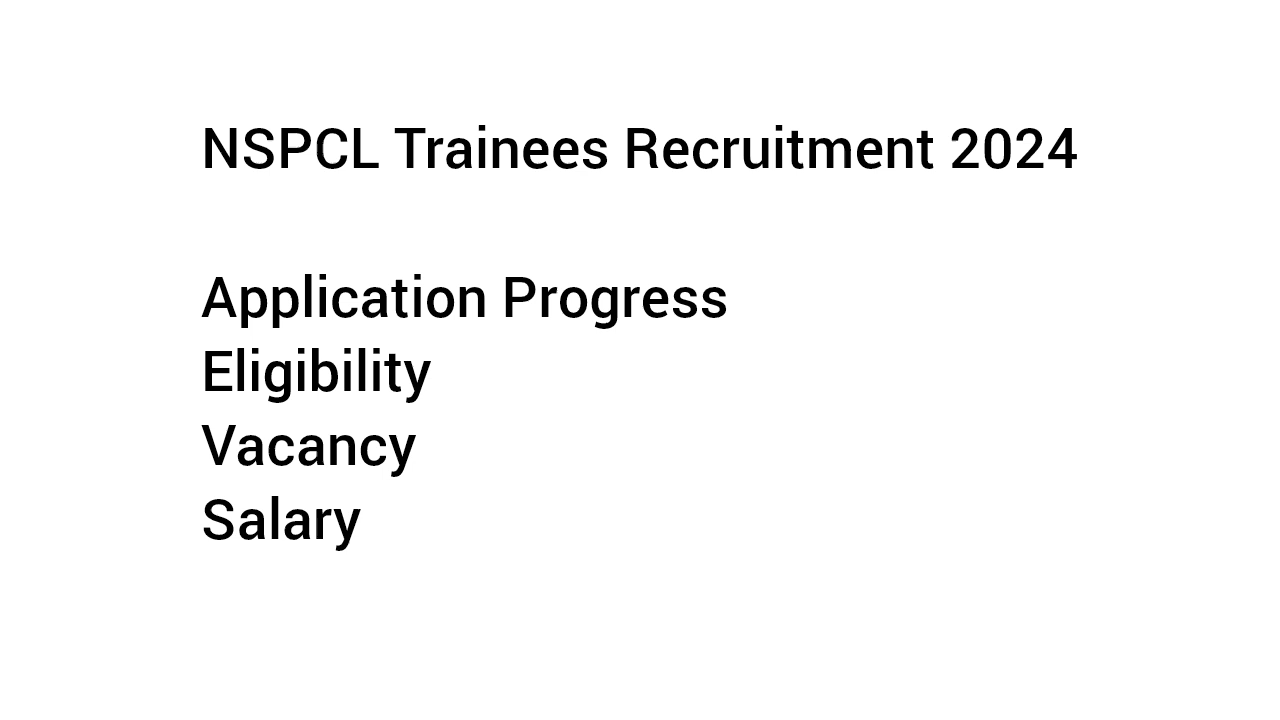 NSPCL Trainees Recruitment 2024
Application Progress
Eligibility
Vacancy
Salary